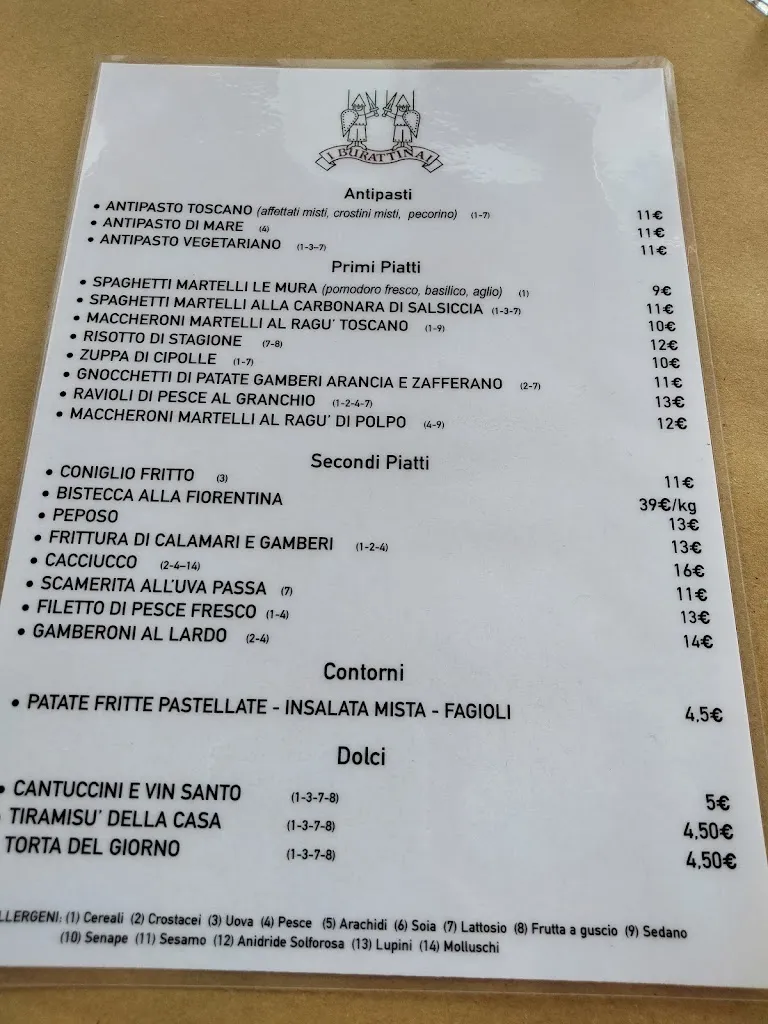 I BURATTINAI
Antipasti
• ANTIPASTO TOSCANO (affettati misti, crostini misti, pecorino) (1-7) 11€
• ANTIPASTO DI MARE (4) 11€
• ANTIPASTO VEGETARIANO (1-3-7) 11€
Primi Piatti
• SPAGHETTI MARTELLI LE MURA (pomodoro fresco, basilico, aglio) (1) 9€
• SPAGHETTI MARTELLI ALLA CARBONARA DI SALSICCIA (1-3-7) 11€
• MACCHERONI MARTELLI AL RAGU' TOSCANO (1-9) 10€
• RISOTTO DI STAGIONE (7-8) 12€
• ZUPPA DI CIPOLLE (1-7) 10€
• GNOCCHETTI DI PATATE GAMBERI ARANCIA E ZAFFERANO (2-7) 11€
• RAVIOLI DI PESCE AL GRANCHIO (1-2-4-7) 13€
• MACCHERONI MARTELLI AL RAGU' DI POLPO (4-9) 12€
Secondi Piatti
• CONIGLIO FRITTO (3) 11€
• BISTECCA ALLA FIORENTINA 39€/kg
• PEPOSO 13€
• FRITTURA DI CALAMARI E GAMBERI (1-2-4) 13€
• CACCIUCCO (2-4-14) 16€
• SCAMERITA ALL'UVA PASSA (7) 11€
• FILETTO DI PESCE FRESCO (1-4) 13€
• GAMBERONI AL LARDO (2-4) 14€
Contorni
• PATATE FRITTE PASTELLATE - INSALATA MISTA - FAGIOLI 4,5€
Dolci
• CANTUCCINI E VIN SANTO (1-3-7-8) 5€
• TIRAMISU' DELLA CASA (1-3-7-8) 4,50€
TORTA DEL GIORNO (1-3-7-8) 4,50€
LLERGENI: (1) Cereali (2) Crostacei (3) Uova (4) Pesce (5) Arachidi (6) Soia (7) Lattosio (8) Frutta a guscio (9) Sedano
(10) Senape (11) Sesamo (12) Anidride Solforosa (13) Lupini (14) Molluschi